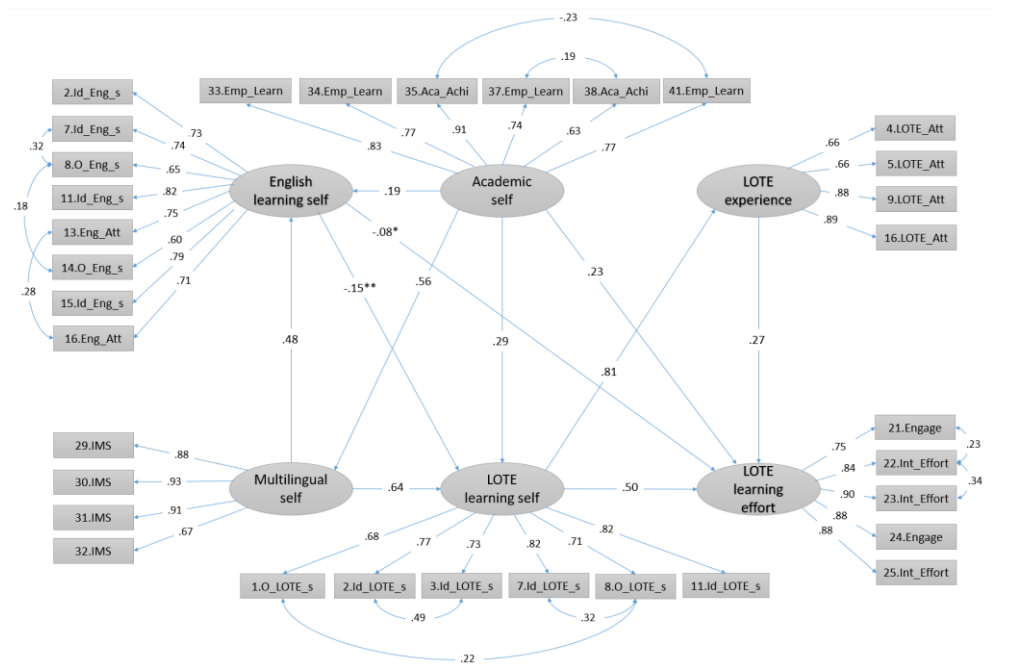 -.23
.19
33.Emp_Learn 34.Emp_Learn 35.Aca_Achi 37.Emp_Learn 38.Aca_Achi 41.Emp_Learn
.83 .77 .91 .74 .63 .77
2.Id_Eng_s
7.Id_Eng_s
8.O_Eng_s
11.Id_Eng_s
13.Eng_Att
14.O_Eng_s
15.Id_Eng_s
16.Eng_Att
.32
.18
.28
.73
.74
.65
.82
.75
.60
.79
.71
English
learning self
.19
Academic
self
LOTE
experience
.66
.66
.88
.89
4.LOTE_Att
5.LOTE_Att
9.LOTE_Att
16.LOTE_Att
-.08*
-.15**
.56
.23
.48
.29
.81
.27
29.IMS
30.IMS
31.IMS
32.IMS
.88
.93
.91
.67
Multilingual
self
.64
LOTE
learning self
.50
LOTE
learning
effort
.75
.84
.90
.88
.88
21.Engage
22.Int_Effort
23.Int_Effort
24.Engage
25.Int_Effort
.23
.34
.68 .77 .73 .82 .71 .82
1.O_LOTE_s 2.Id_LOTE_s 3.Id_LOTE_s 7.Id_LOTE_s 8.O_LOTE_s 11.Id_LOTE_s
.49 .32
.22